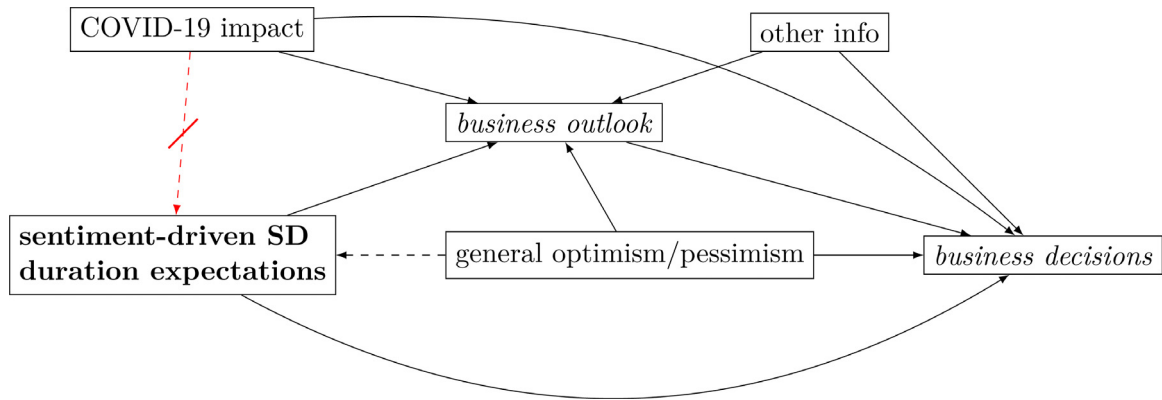 COVID-19 impact
other info
business outlook
sentiment-driven SD
duration expectations
general optimism/pessimism
business decisions